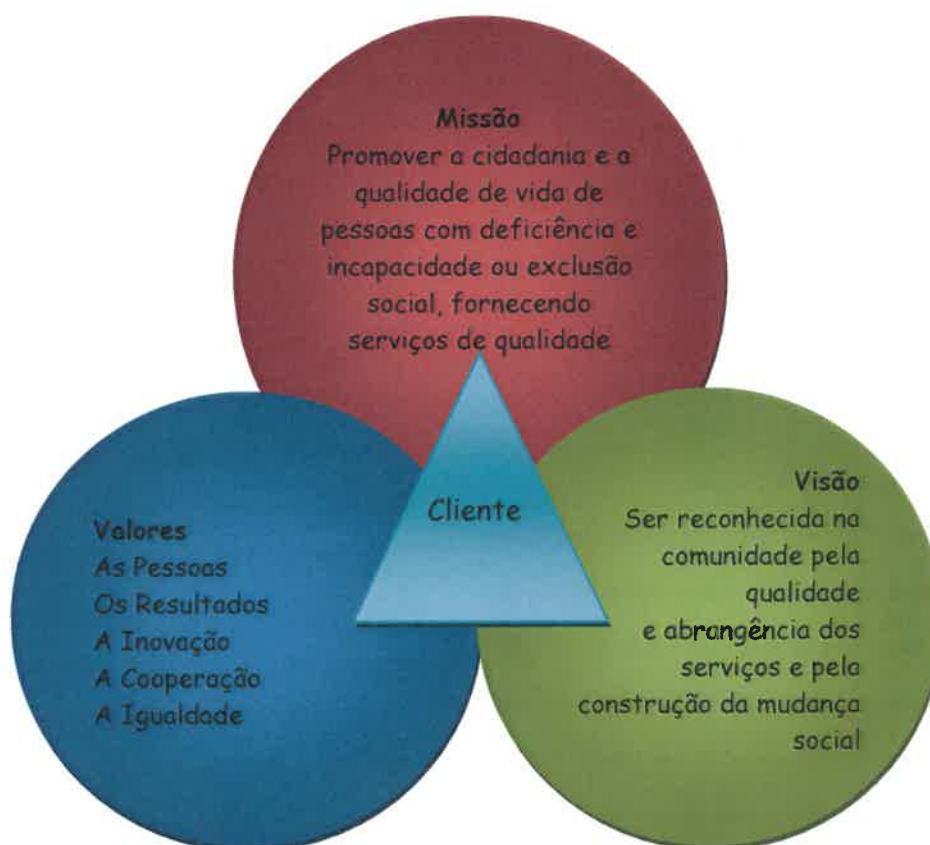 Missão
Promover a cidadania e a
qualidade de vida de
pessoas com deficiência e
incapacidade ou exclusão
social, fornecendo
serviços de qualidade
Cliente
Valores
As Pessoas
Os Resultados
A Inovação
A Cooperação
A Igualdade
Visão
Ser reconhecida na
comunidade pela
qualidade
e abrangência dos
serviços e pela
construção da mudança
social